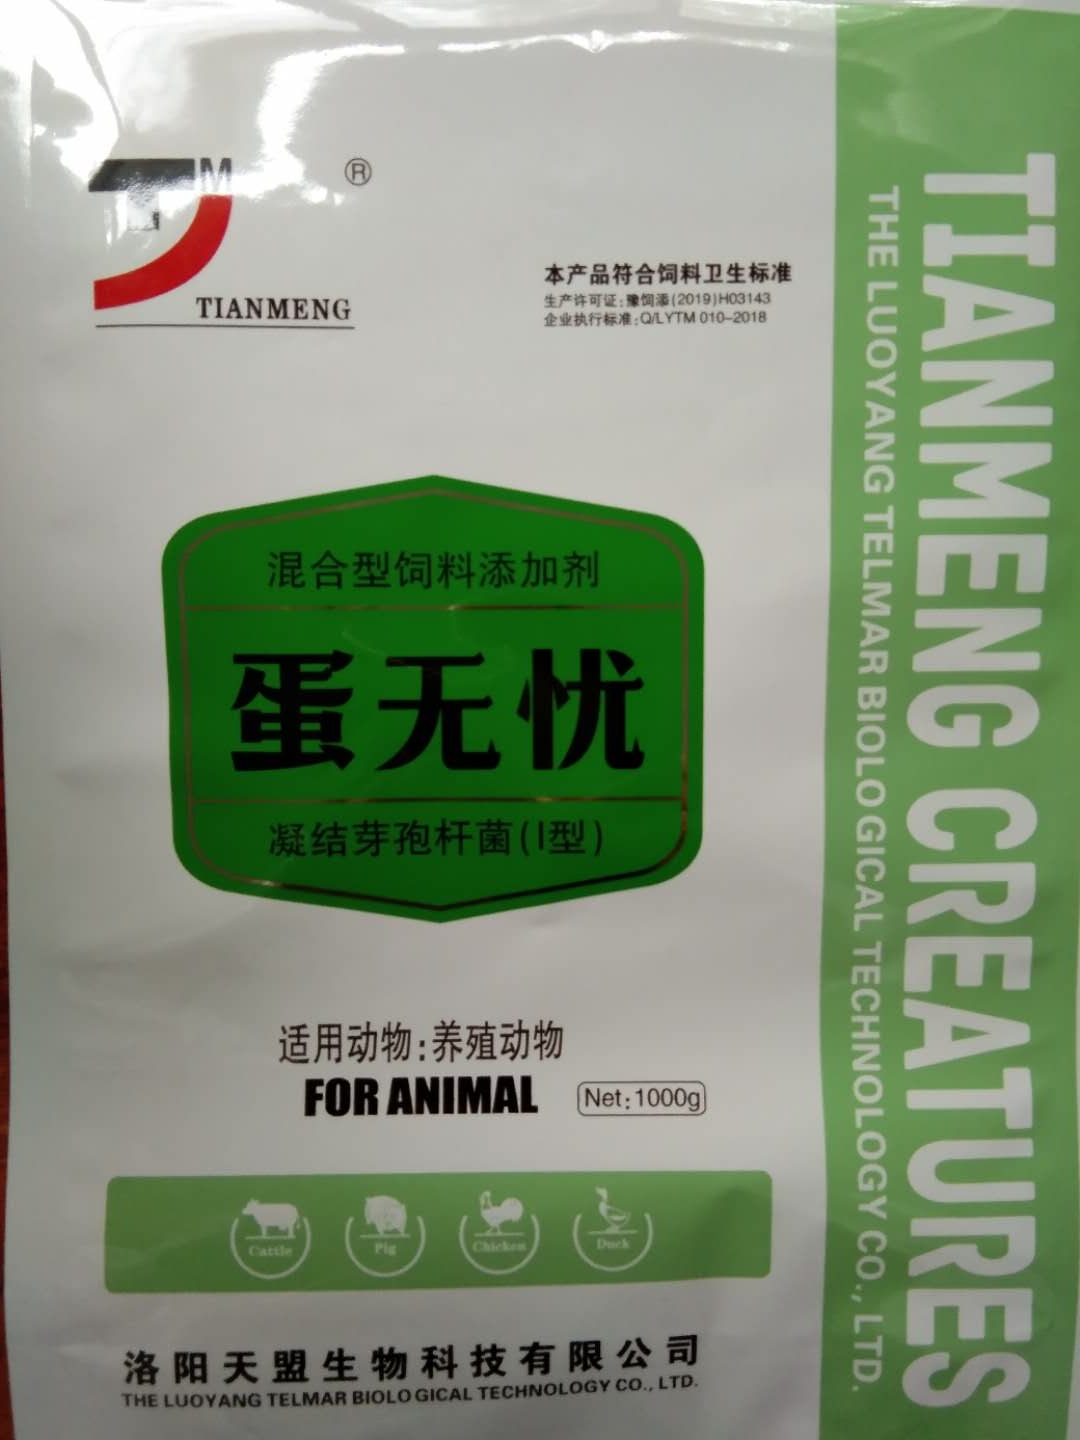 TM
®
TIANMENG
本产品符合饲料卫生标准
生产许可证:豫饲添(2019)H03143
企业执行标准:Q/LYTM 010-2018
混合型饲料添加剂
蛋无忧
凝结芽孢杆菌(I型)
适用动物:养殖动物
FOR ANIMAL
Net:1000g
Cattle
Pig
Chicken
Duck
洛阳天盟生物科技有限公司
THE LUOYANG TELMAR BIOLOGICAL TECHNOLOGY CO., LTD.
TIANMENG CREATURES
THE LUOYANG TELMAR BIOLOGICAL TECHNOLOGY CO., LTD.